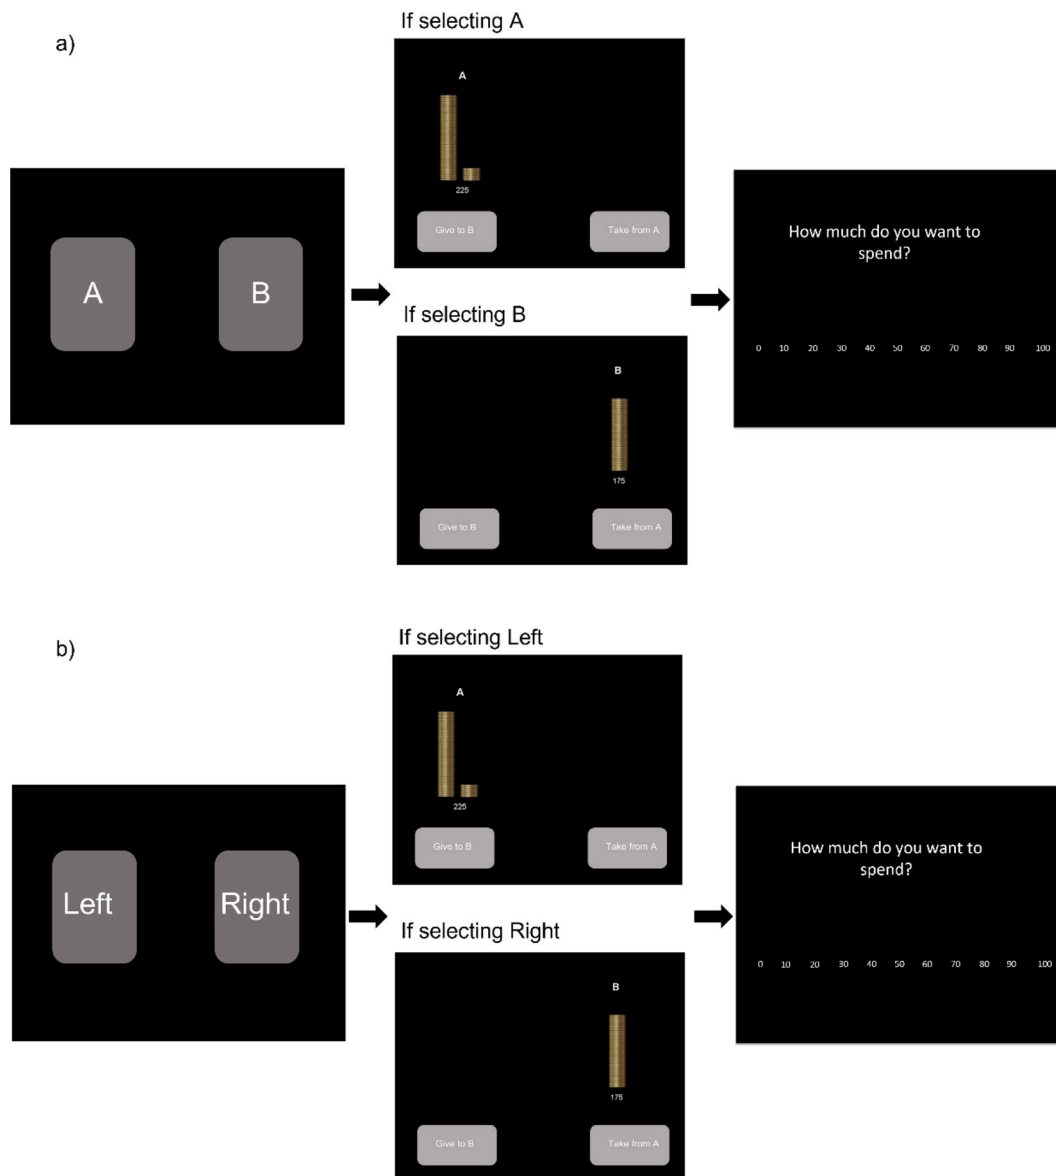 a)
If selecting A
A
225
Give to B
Take from A
A
B
If selecting B
B
175
Give to B
Take from A
How much do you want to
spend?
0 10 20 30 40 50 60 70 80 90 100
b)
If selecting Left
A
225
Give to B
Take from A
Left
Right
If selecting Right
B
175
Give to B
Take from A
How much do you want to
spend?
0 10 20 30 40 50 60 70 80 90 100